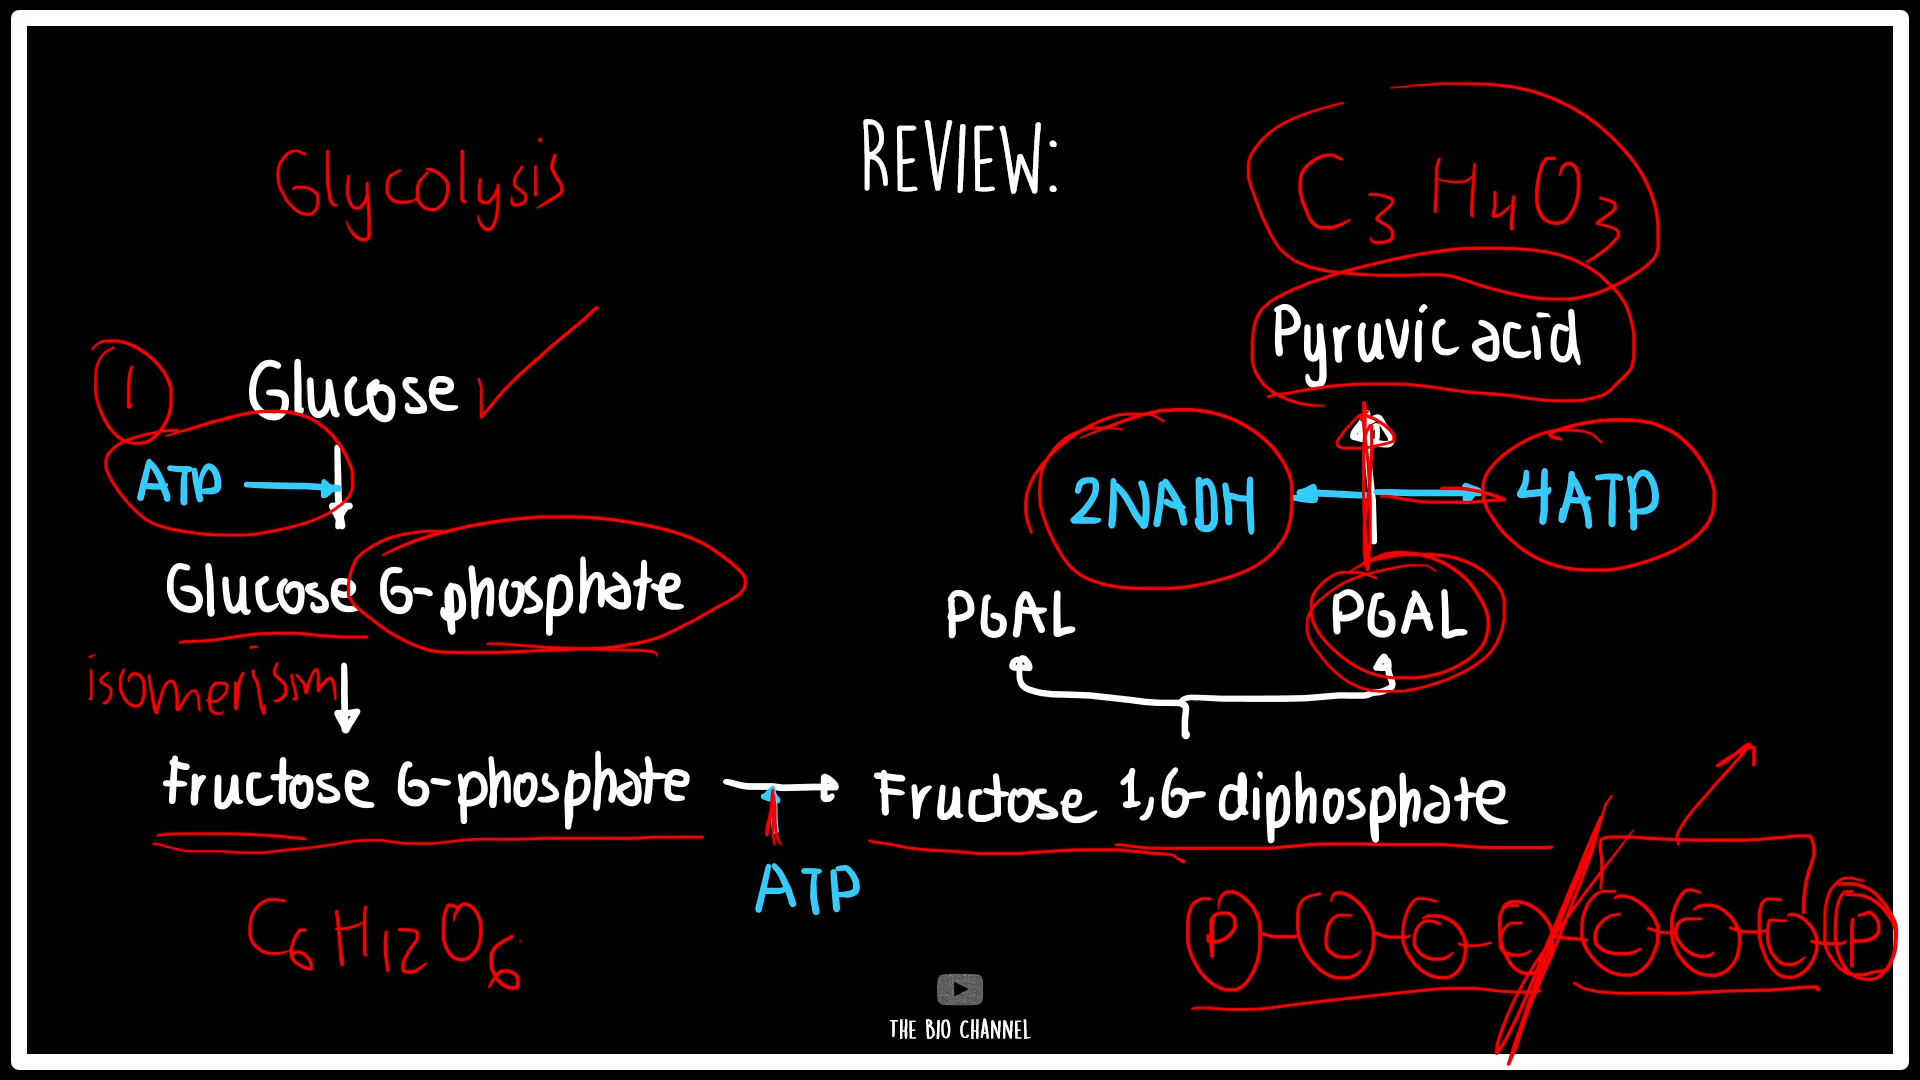 Glycolysis
REVIEW:
C3H4O3
Pyruvic acid
1
Glucose
ATP
2NADH
4ATP
Glucose 6-phosphate
PGAL
PGAL
isomerism
Fructose 6-phosphate
Fructose 1,6-diphosphate
ATP
C6H12O6
P-C-C-C-C-C-C-P
THE BIO CHANNEL